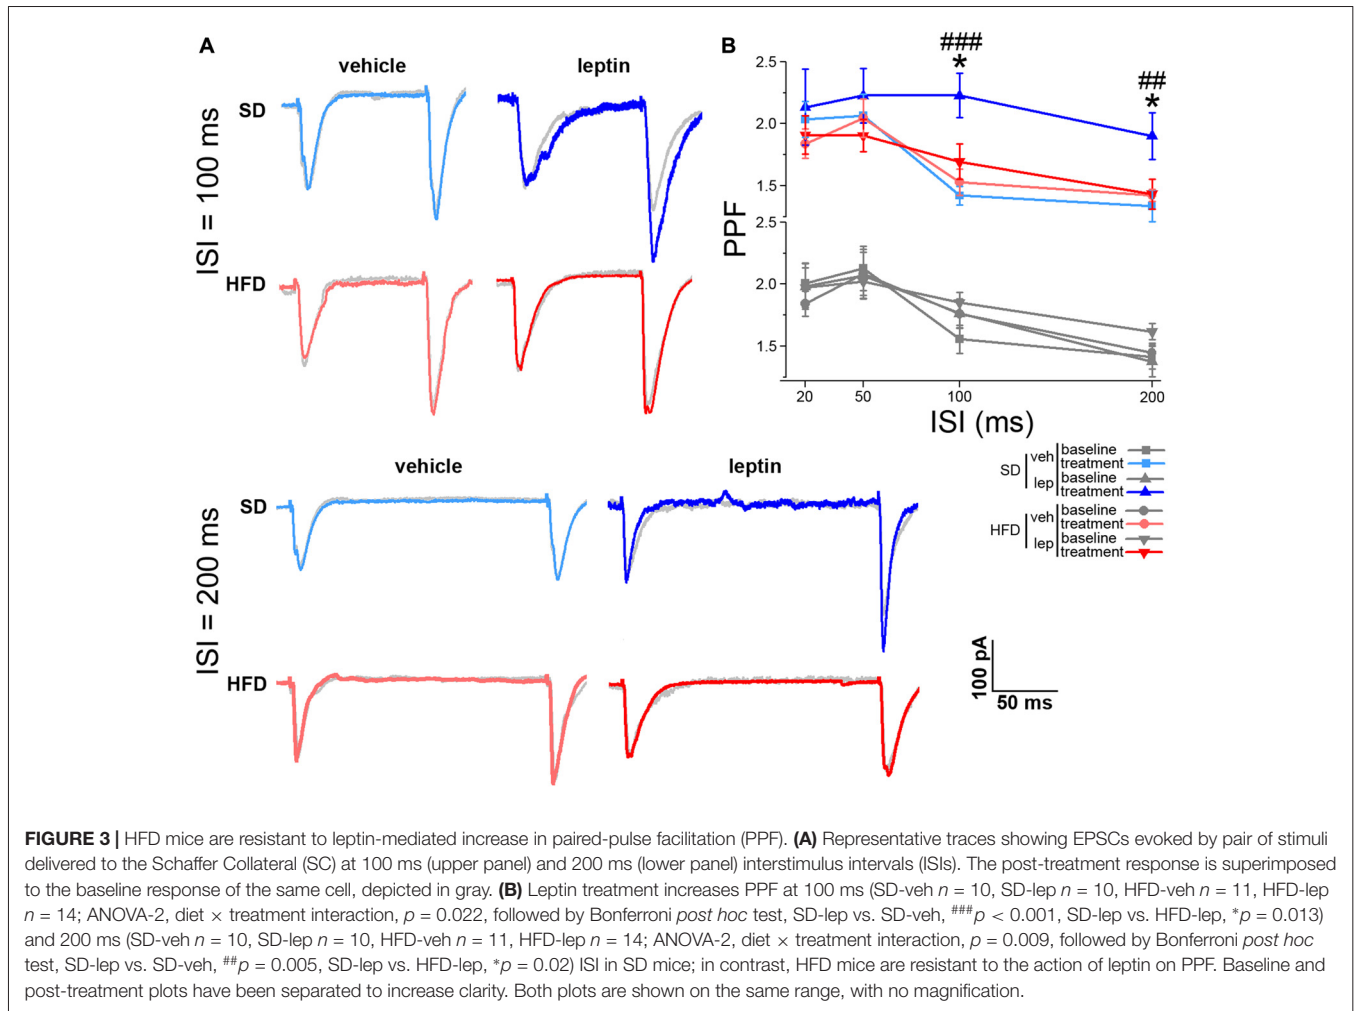 A
vehicle
leptin
SD
HFD
ISI = 100 ms
B
###
*
##
*
2.5
2.0
1.5
2.5
2.0
1.5
PPF
20
50
100
200
ISI (ms)
vehicle
leptin
SD
HFD
ISI = 200 ms
SD
veh
baseline
treatment
lep
baseline
treatment
HFD
veh
baseline
treatment
lep
baseline
treatment
100 pA
50 ms
FIGURE 3 | HFD mice are resistant to leptin-mediated increase in paired-pulse facilitation (PPF). (A) Representative traces showing EPSCs evoked by pair of stimuli
delivered to the Schaffer Collateral (SC) at 100 ms (upper panel) and 200 ms (lower panel) interstimulus intervals (ISIs). The post-treatment response is superimposed
to the baseline response of the same cell, depicted in gray. (B) Leptin treatment increases PPF at 100 ms (SD-veh n = 10, SD-lep n = 10, HFD-veh n = 11, HFD-lep
n = 14; ANOVA-2, diet × treatment interaction, p = 0.022, followed by Bonferroni post hoc test, SD-lep vs. SD-veh, ###p < 0.001, SD-lep vs. HFD-lep, *p = 0.013)
and 200 ms (SD-veh n = 10, SD-lep n = 10, HFD-veh n = 11, HFD-lep n = 14; ANOVA-2, diet × treatment interaction, p = 0.009, followed by Bonferroni post hoc
test, SD-lep vs. SD-veh, ##p = 0.005, SD-lep vs. HFD-lep, *p = 0.02) ISI in SD mice; in contrast, HFD mice are resistant to the action of leptin on PPF. Baseline and
post-treatment plots have been separated to increase clarity. Both plots are shown on the same range, with no magnification.